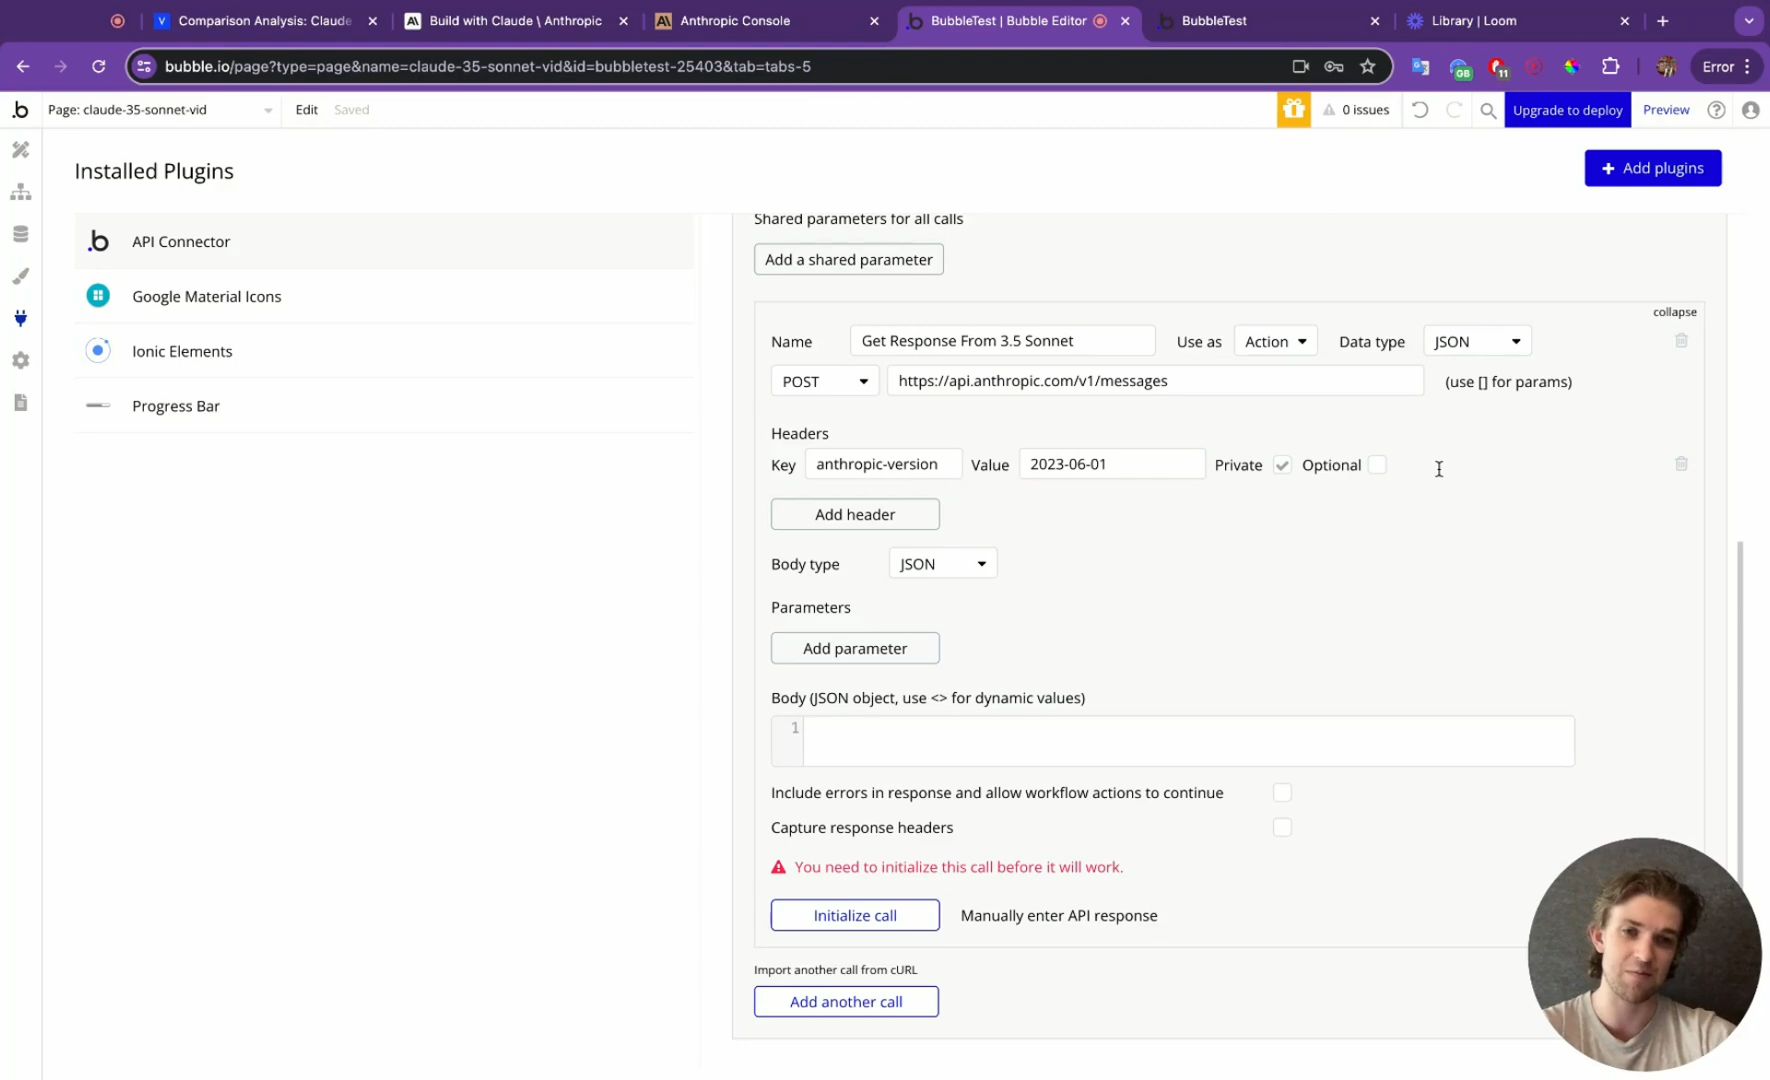 Comparison Analysis: Claude
Build with Claude \ Anthropic
Anthropic Console
BubbleTest | Bubble Editor
BubbleTest
Library | Loom
bubble.io/page?type=page&name=claude-35-sonnet-vid&id=bubbletest-25403&tab=tabs-5
GB
11
Error
Page: claude-35-sonnet-vid
Edit
Saved
0 issues
Upgrade to deploy
Preview
Installed Plugins
Add plugins
API Connector
Google Material Icons
Ionic Elements
Progress Bar
Shared parameters for all calls
Add a shared parameter
collapse
Name Get Response From 3.5 Sonnet Use as Action Data type JSON
POST https://api.anthropic.com/v1/messages (use [] for params)
Headers
Key anthropic-version Value 2023-06-01 Private Optional
Add header
Body type JSON
Parameters
Add parameter
Body (JSON object, use <> for dynamic values)
1
Include errors in response and allow workflow actions to continue
Capture response headers
You need to initialize this call before it will work.
Initialize call Manually enter API response
Import another call from cURL
Add another call